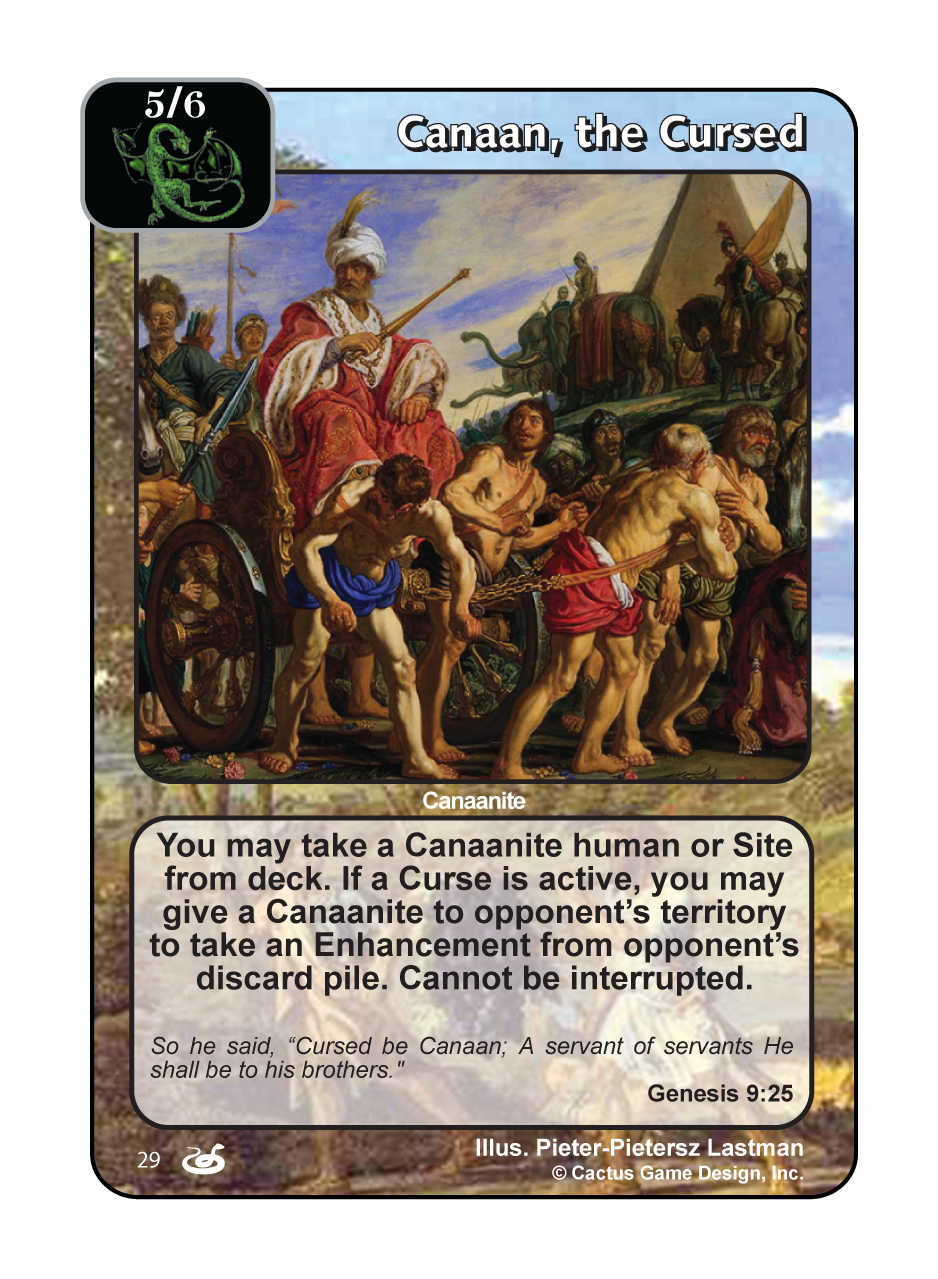 5/6
Canaan, the Cursed
Canaanite
You may take a Canaanite human or Site
from deck. If a Curse is active, you may
give a Canaanite to opponent’s territory
to take an Enhancement from opponent’s
discard pile. Cannot be interrupted.
So he said, “Cursed be Canaan; A servant of servants He
shall be to his brothers."
Genesis 9:25
29
Illus. Pieter-Pietersz Lastman
© Cactus Game Design, Inc.